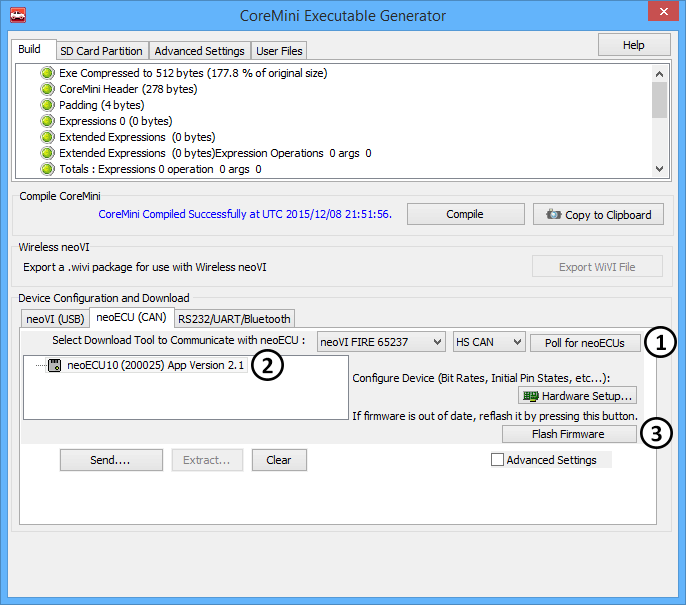 CoreMini Executable Generator
Build
SD Card Partition
Advanced Settings
User Files
Help
Exe Compressed to 512 bytes (177.8 % of original size)
CoreMini Header (278 bytes)
Padding (4 bytes)
Expressions 0 (0 bytes)
Extended Expressions  (0 bytes)
Extended Expressions  (0 bytes)Expression Operations  0 args  0
Totals : Expressions 0 operation  0 args  0
Compile CoreMini
CoreMini Compiled Successfully at UTC 2015/12/08 21:51:56.
Compile
Copy to Clipboard
Wireless neoVI
Export a .wivi package for use with Wireless neoVI
Export WiVI File
Device Configuration and Download
neoVI (USB)
neoECU (CAN)
RS232/UART/Bluetooth
Select Download Tool to Communicate with neoECU :
neoVI FIRE 65237
HS CAN
Poll for neoECUs
1
neoECU10 (200025) App Version 2.1
2
Configure Device (Bit Rates, Initial Pin States, etc...):
Hardware Setup...
If firmware is out of date, reflash it by pressing this button.
Flash Firmware
3
Send....
Extract...
Clear
Advanced Settings